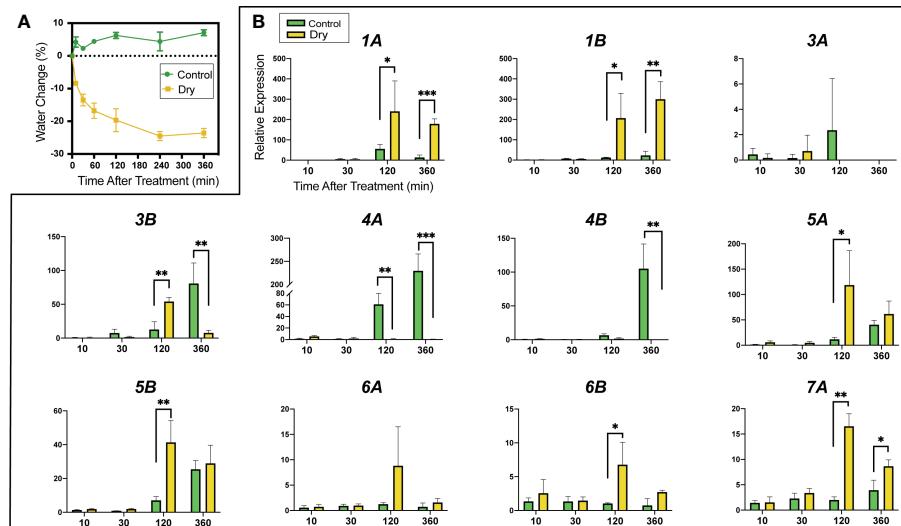 A
Water Change (%)
10
0
-10
-20
-30
Control
Dry
0 60 120 180 240 300 360
Time After Treatment (min)
B
Control
Dry
Relative Expression
1A
500
400
300
200
100
0
*
***
10 30 120 360
Time After Treatment (min)
1B
500
400
300
200
100
0
*
**
10 30 120 360
3A
8
6
4
2
0
10 30 120 360
3B
150
100
50
0
**
**
10 30 120 360
4A
300
250
200
150
100
80
60
40
20
0
**
***
10 30 120 360
4B
200
150
100
50
0
**
10 30 120 360
5A
200
150
100
50
0
*
10 30 120 360
5B
60
40
20
0
**
10 30 120 360
6A
20
15
10
5
0
10 30 120 360
6B
15
10
5
0
*
10 30 120 360
7A
20
15
10
5
0
**
*
10 30 120 360